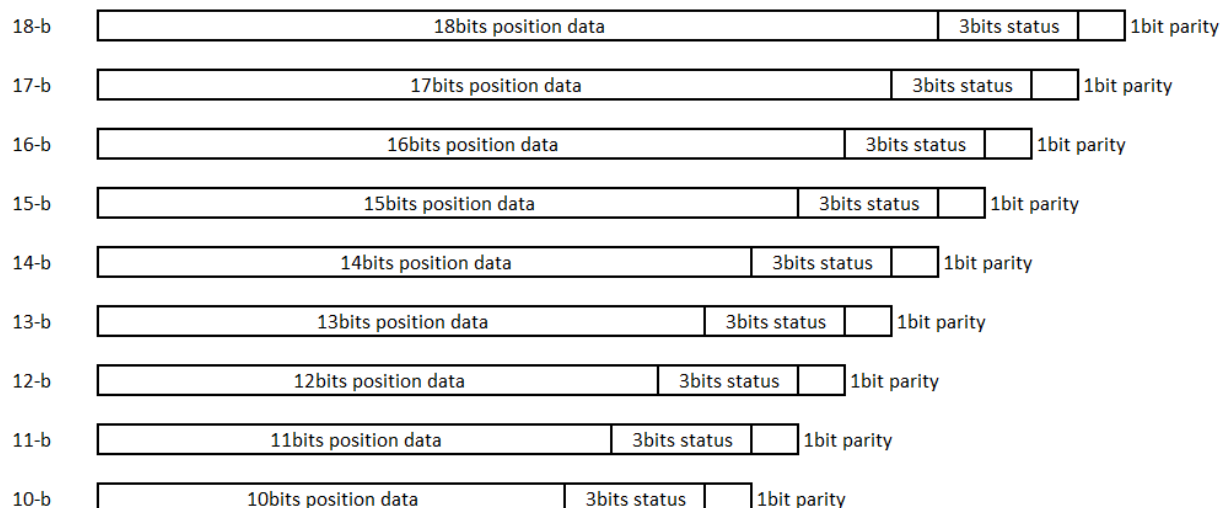 18-b 18bits position data 3bits status 1bit parity
17-b 17bits position data 3bits status 1bit parity
16-b 16bits position data 3bits status 1bit parity
15-b 15bits position data 3bits status 1bit parity
14-b 14bits position data 3bits status 1bit parity
13-b 13bits position data 3bits status 1bit parity
12-b 12bits position data 3bits status 1bit parity
11-b 11bits position data 3bits status 1bit parity
10-b 10bits position data 3bits status 1bit parity